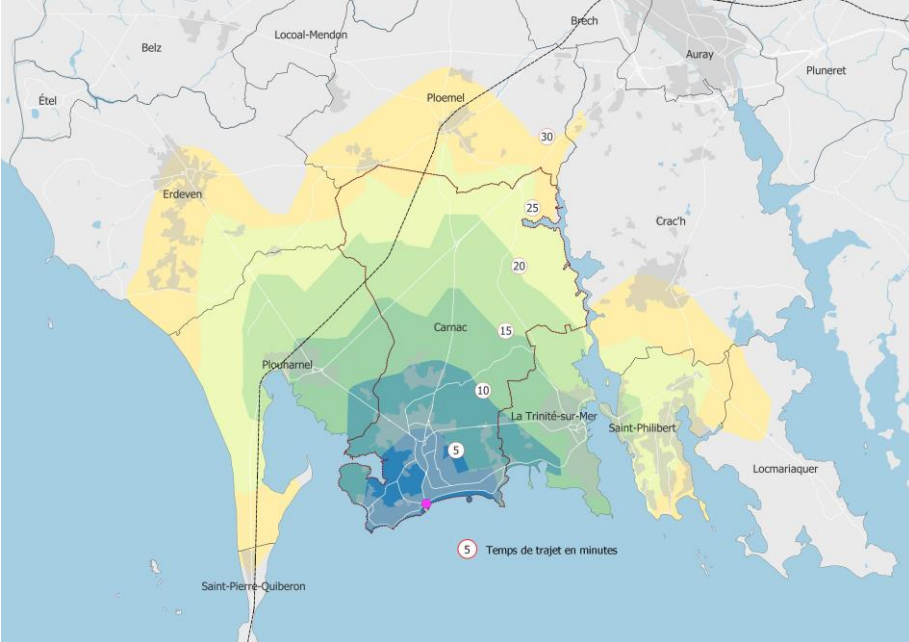 Brech
Locoal-Mendon
Belz
Auray
Pluneret
Étel
Ploemel
30
Erdeven
25
Crac'h
20
Carnac
15
Plouharnel
10
La Trinité-sur-Mer
Saint-Philibert
5
Locmariaquer
5 Temps de trajet en minutes
Saint-Pierre-Quiberon